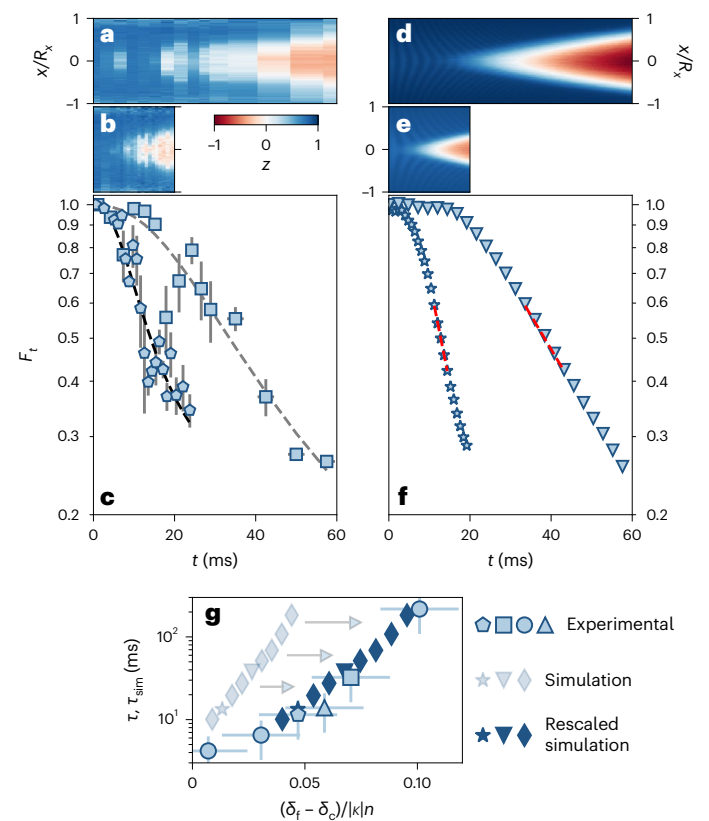 a
b
1
0
−1
x/Rₓ
−1 0 1
z
d
e
1
0
−1
x/Rₓ
1
0
−1
c
Fₜ
1.0
0.9
0.8
0.7
0.6
0.5
0.4
0.3
0.2
0 20 40 60
t (ms)
f
1.0
0.9
0.8
0.7
0.6
0.5
0.4
0.3
0.2
0 20 40 60
t (ms)
g
τ, τ_sim (ms)
10²
10¹
0 0.05 0.10
(δ_f − δ_c)/|κ|n
Experimental
Simulation
Rescaled
simulation